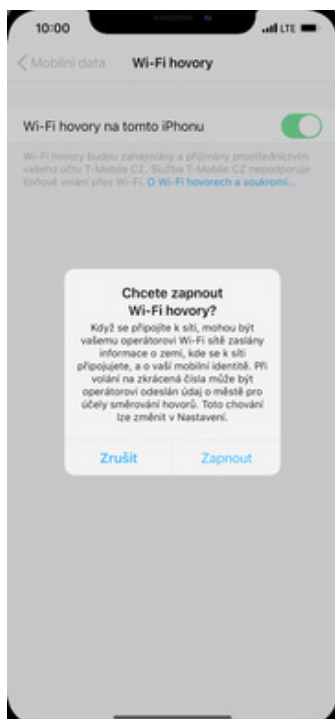 10:00
LTE
Mobilní data
Wi-Fi hovory
Wi-Fi hovory na tomto iPhonu
Wi-Fi hovory budou zahajovány a přijímány prostřednictvím
vašeho účtu T-Mobile CZ. Služba T-Mobile CZ nepodporuje
tísňové volání přes Wi-Fi. O Wi-Fi hovorech a soukromí...
Chcete zapnout
Wi-Fi hovory?
Když se připojíte k síti, mohou být
vašemu operátorovi Wi-Fi sítě zaslány
informace o zemi, kde se k síti
připojujete, a o vaší mobilní identitě. Při
volání na zkrácená čísla může být
operátorovi odeslán údaj o městě pro
účely směrování hovorů. Toto chování
lze změnit v Nastavení.
Zrušit
Zapnout